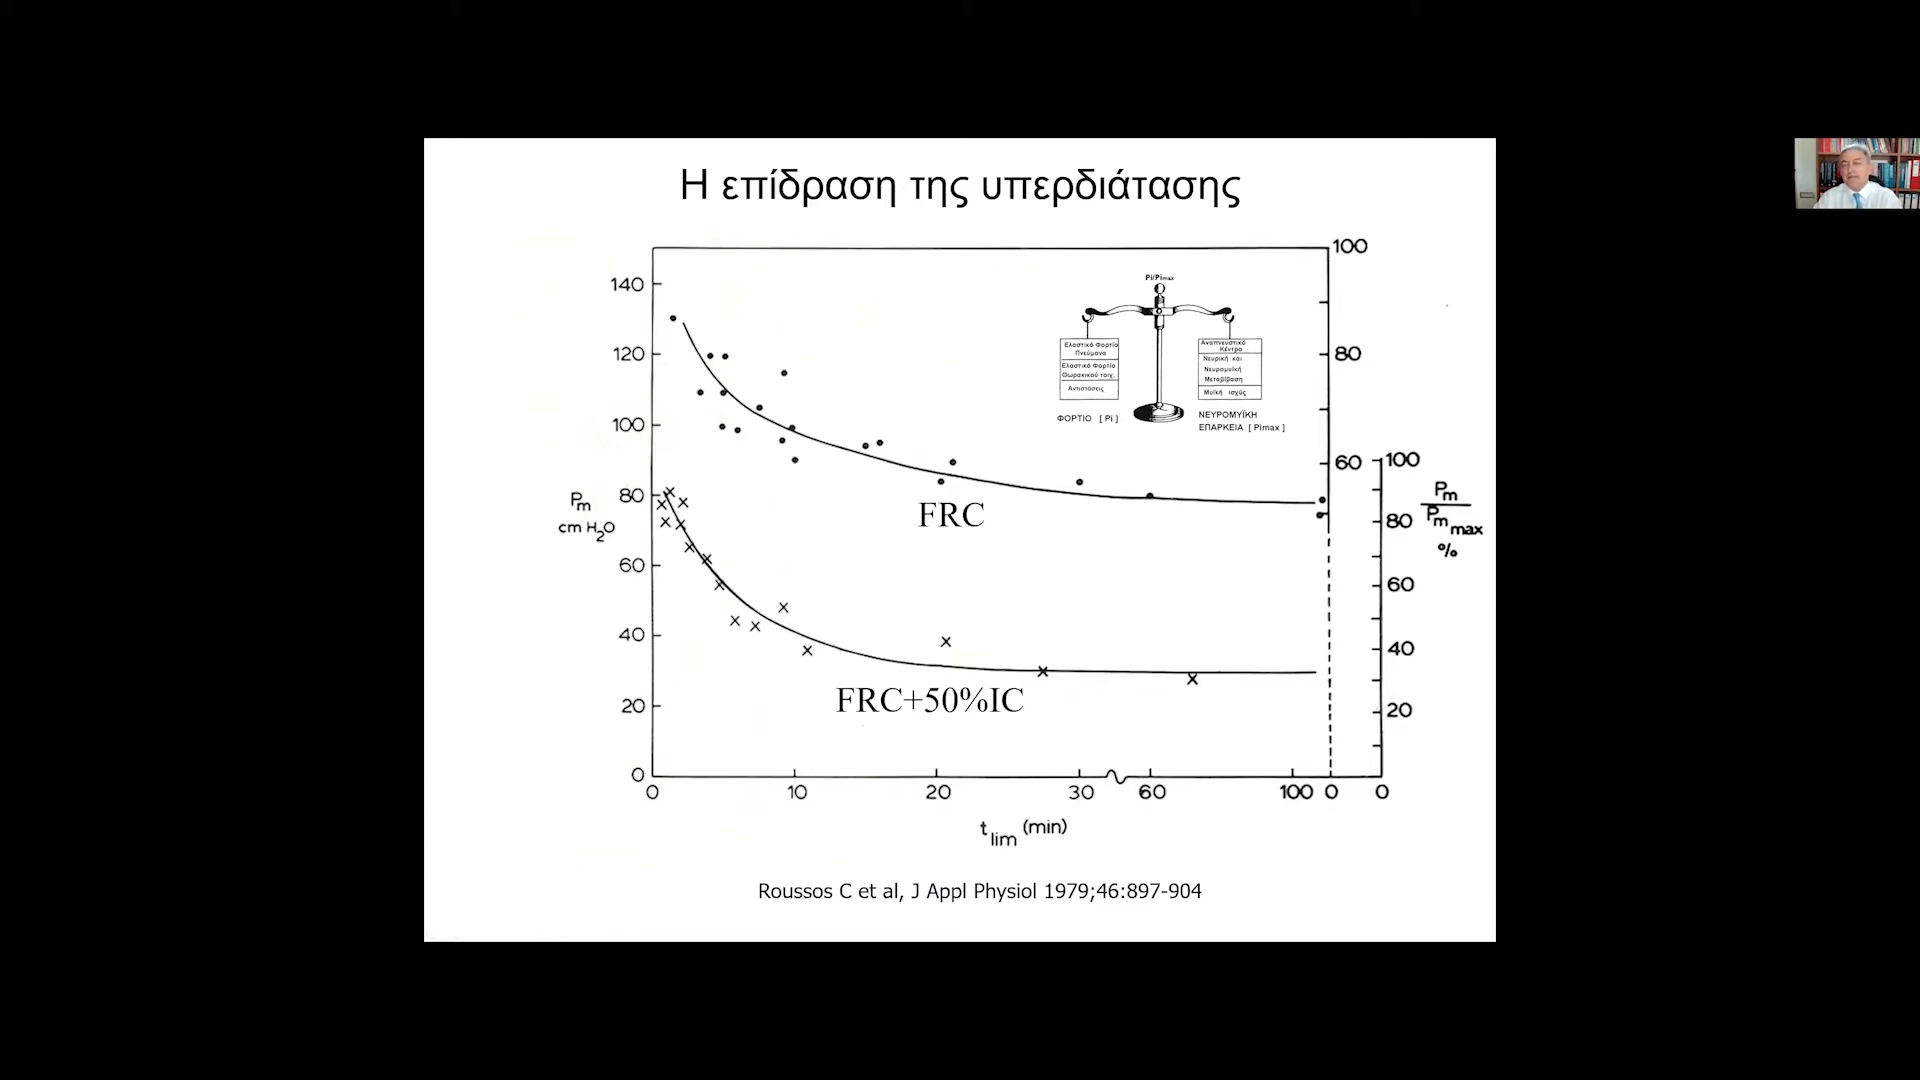 Η επίδραση της υπερδιάτασης
140
120
100
80
60
40
20
0
Pm
cm H2O
0
10
20
30
60
100
0
0
t lim (min)
100
80
60
100
80
60
40
20
Pm
Pm max
%
FRC
FRC+50%IC
Pi/Pimax
Ελαστικό Φορτίο
Πνεύμονα
Ελαστικό Φορτίο
Θωρακικού τοιχ.
Αντιστάσεις
ΦΟΡΤΙΟ [ Pi ]
Αναπνευστικό
Κέντρο
Νευρική και
Νευρομυϊκή
Μεταβίβαση
Μυϊκή ισχύς
ΝΕΥΡΟΜΥΪΚΗ
ΕΠΑΡΚΕΙΑ [ Pimax ]
Roussos C et al, J Appl Physiol 1979;46:897-904